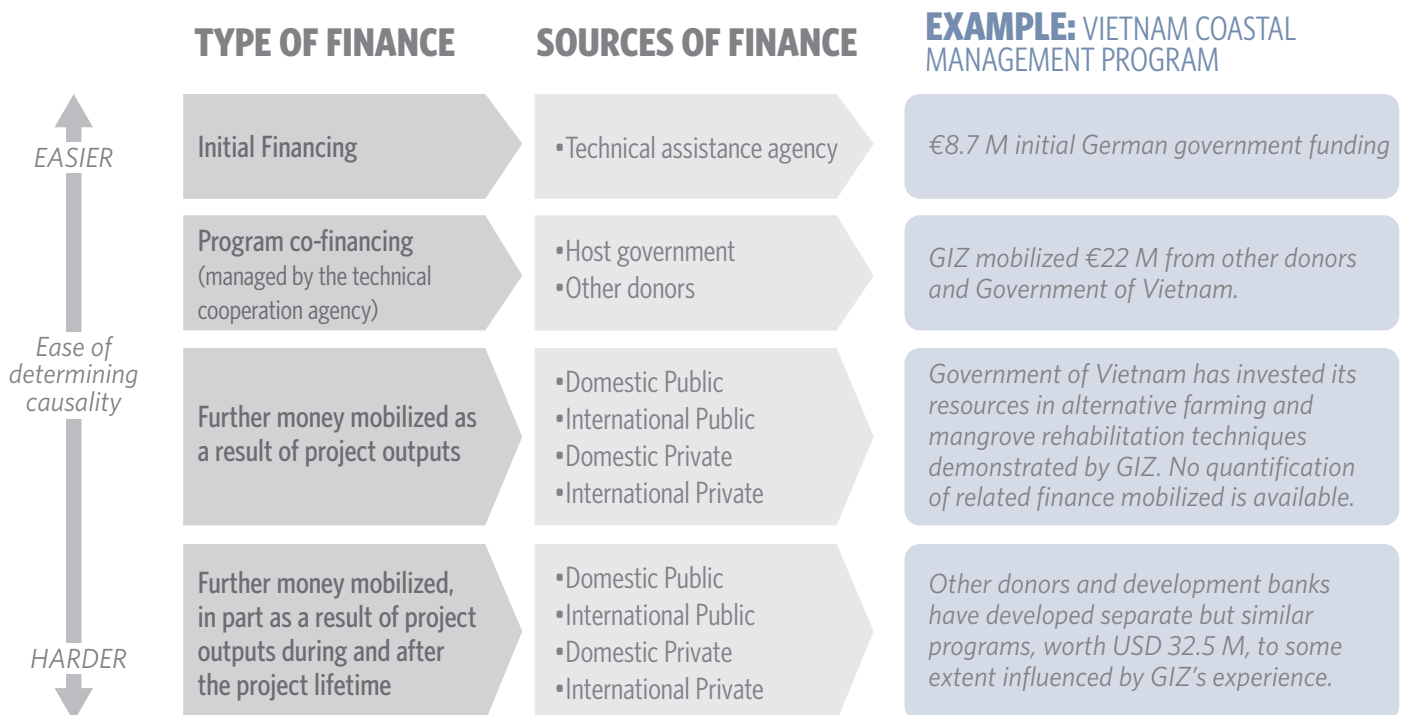 TYPE OF FINANCE
SOURCES OF FINANCE
EXAMPLE: VIETNAM COASTAL
MANAGEMENT PROGRAM
EASIER
Ease of
determining
causality
HARDER
Initial Financing
•Technical assistance agency
€8.7 M initial German government funding
Program co-financing
(managed by the technical
cooperation agency)
•Host government
•Other donors
GIZ mobilized €22 M from other donors
and Government of Vietnam.
Further money mobilized as
a result of project outputs
•Domestic Public
•International Public
•Domestic Private
•International Private
Government of Vietnam has invested its
resources in alternative farming and
mangrove rehabilitation techniques
demonstrated by GIZ. No quantification
of related finance mobilized is available.
Further money mobilized,
in part as a result of project
outputs during and after
the project lifetime
•Domestic Public
•International Public
•Domestic Private
•International Private
Other donors and development banks
have developed separate but similar
programs, worth USD 32.5 M, to some
extent influenced by GIZ's experience.